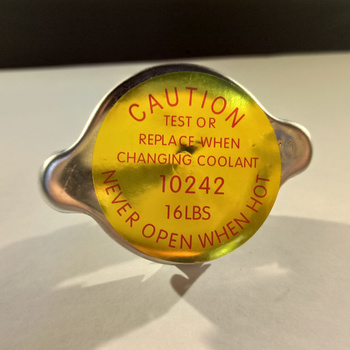 CAUTION
TEST OR
REPLACE WHEN
CHANGING COOLANT
10242
16LBS
NEVER OPEN WHEN HOT